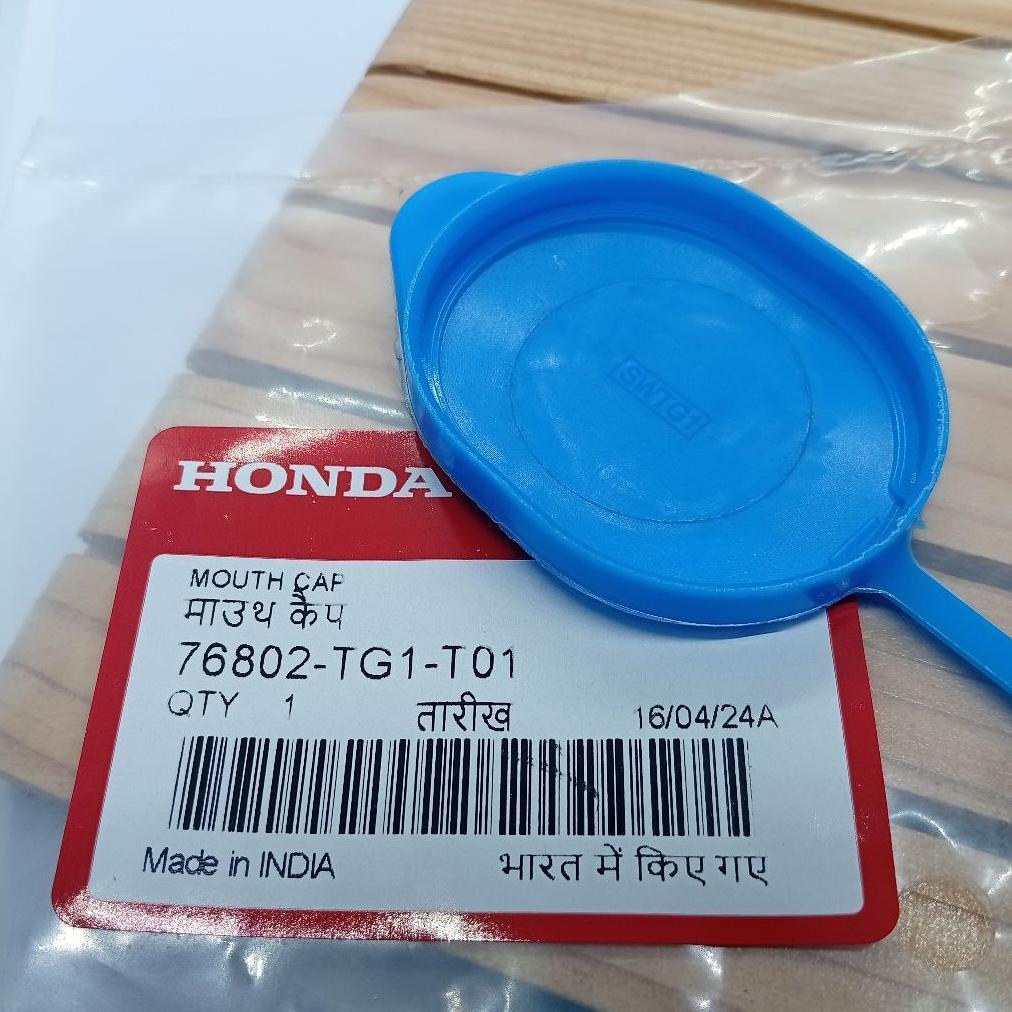 SWTG1
HONDA
MOUTH CAP
माउथ कैप
76802-TG1-T01
QTY 1 तारीख 16/04/24A
Made in INDIA भारत में किए गए